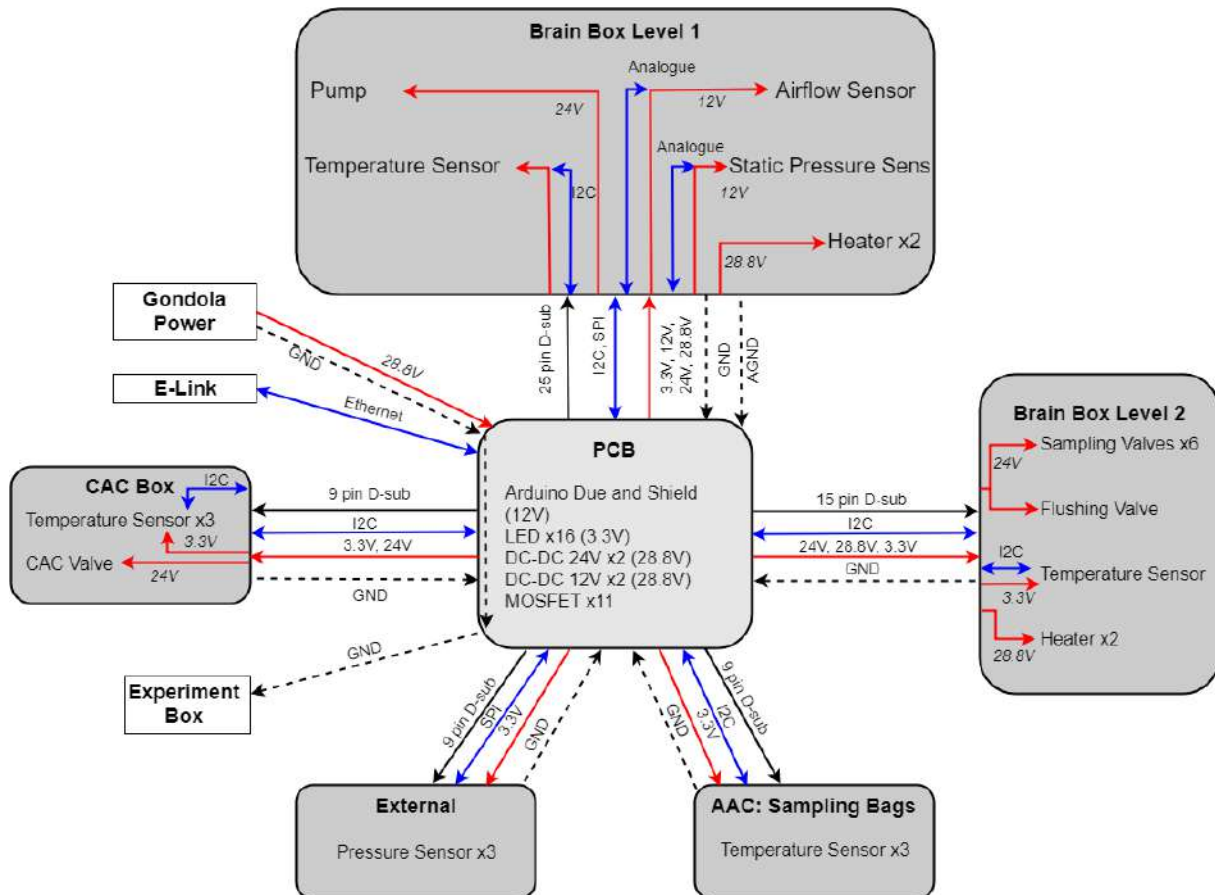 Brain Box Level 1
Pump
24V
Analogue
12V
Airflow Sensor
Temperature Sensor
I2C
Analogue
Static Pressure Sens
12V
Heater x2
28.8V
Gondola
Power
GND
28.8V
E-Link
Ethernet
25 pin D-sub
I2C, SPI
3.3V, 12V,
24V, 28.8V
GND
AGND
PCB
Arduino Due and Shield
(12V)
LED x16 (3.3V)
DC-DC 24V x2 (28.8V)
DC-DC 12V x2 (28.8V)
MOSFET x11
CAC Box
I2C
Temperature Sensor x3
3.3V
CAC Valve
24V
9 pin D-sub
I2C
3.3V, 24V
GND
15 pin D-sub
I2C
24V, 28.8V, 3.3V
GND
Brain Box Level 2
Sampling Valves x6
24V
Flushing Valve
I2C
Temperature Sensor
3.3V
Heater x2
28.8V
GND
Experiment
Box
9 pin D-sub
SPI
3.3V
GND
GND
3.3V
I2C
9 pin D-sub
External
Pressure Sensor x3
AAC: Sampling Bags
Temperature Sensor x3